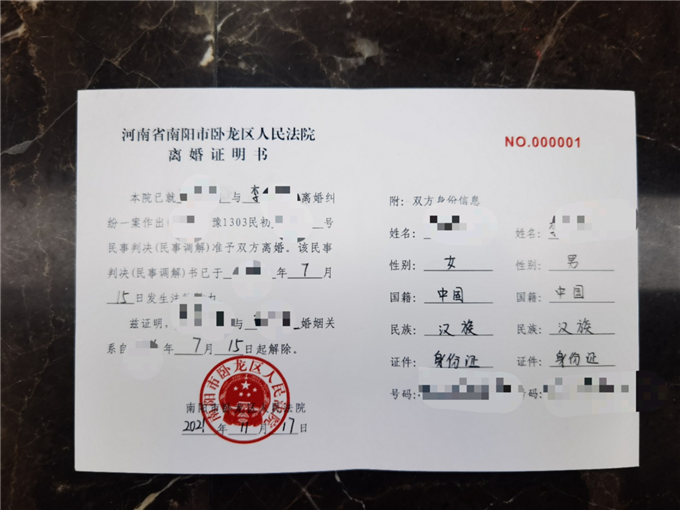 河南省南阳市卧龙区人民法院
离婚证明书
NO.000001
本院已就 与 离婚纠
纷一案作出( 豫1303民初 号
民事判决(民事调解)准予双方离婚。该民事
判决(民事调解)书已于 年 7 月
15 日发生法 力
兹证明, 与 婚姻关
系自 年 7 月 15 日起解除。
南阳市 人民法院
2021 年 11 月 17 日
南阳市卧龙区人民法院
附: 双方身份信息
姓名: 姓名:
性别: 女 性别: 男
国籍: 中国 国籍: 中国
民族: 汉族 民族: 汉族
证件: 身份证 证件: 身份证
号码: 号码: